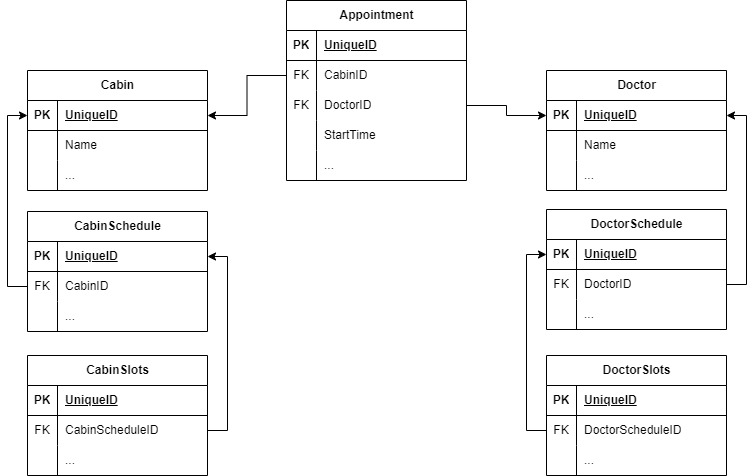 Appointment
PK UniqueID
FK CabinID
FK DoctorID
StartTime
...
Cabin
PK UniqueID
Name
...
Doctor
PK UniqueID
Name
...
CabinSchedule
PK UniqueID
FK CabinID
...
DoctorSchedule
PK UniqueID
FK DoctorID
...
CabinSlots
PK UniqueID
FK CabinScheduleID
...
DoctorSlots
PK UniqueID
FK DoctorScheduleID
...